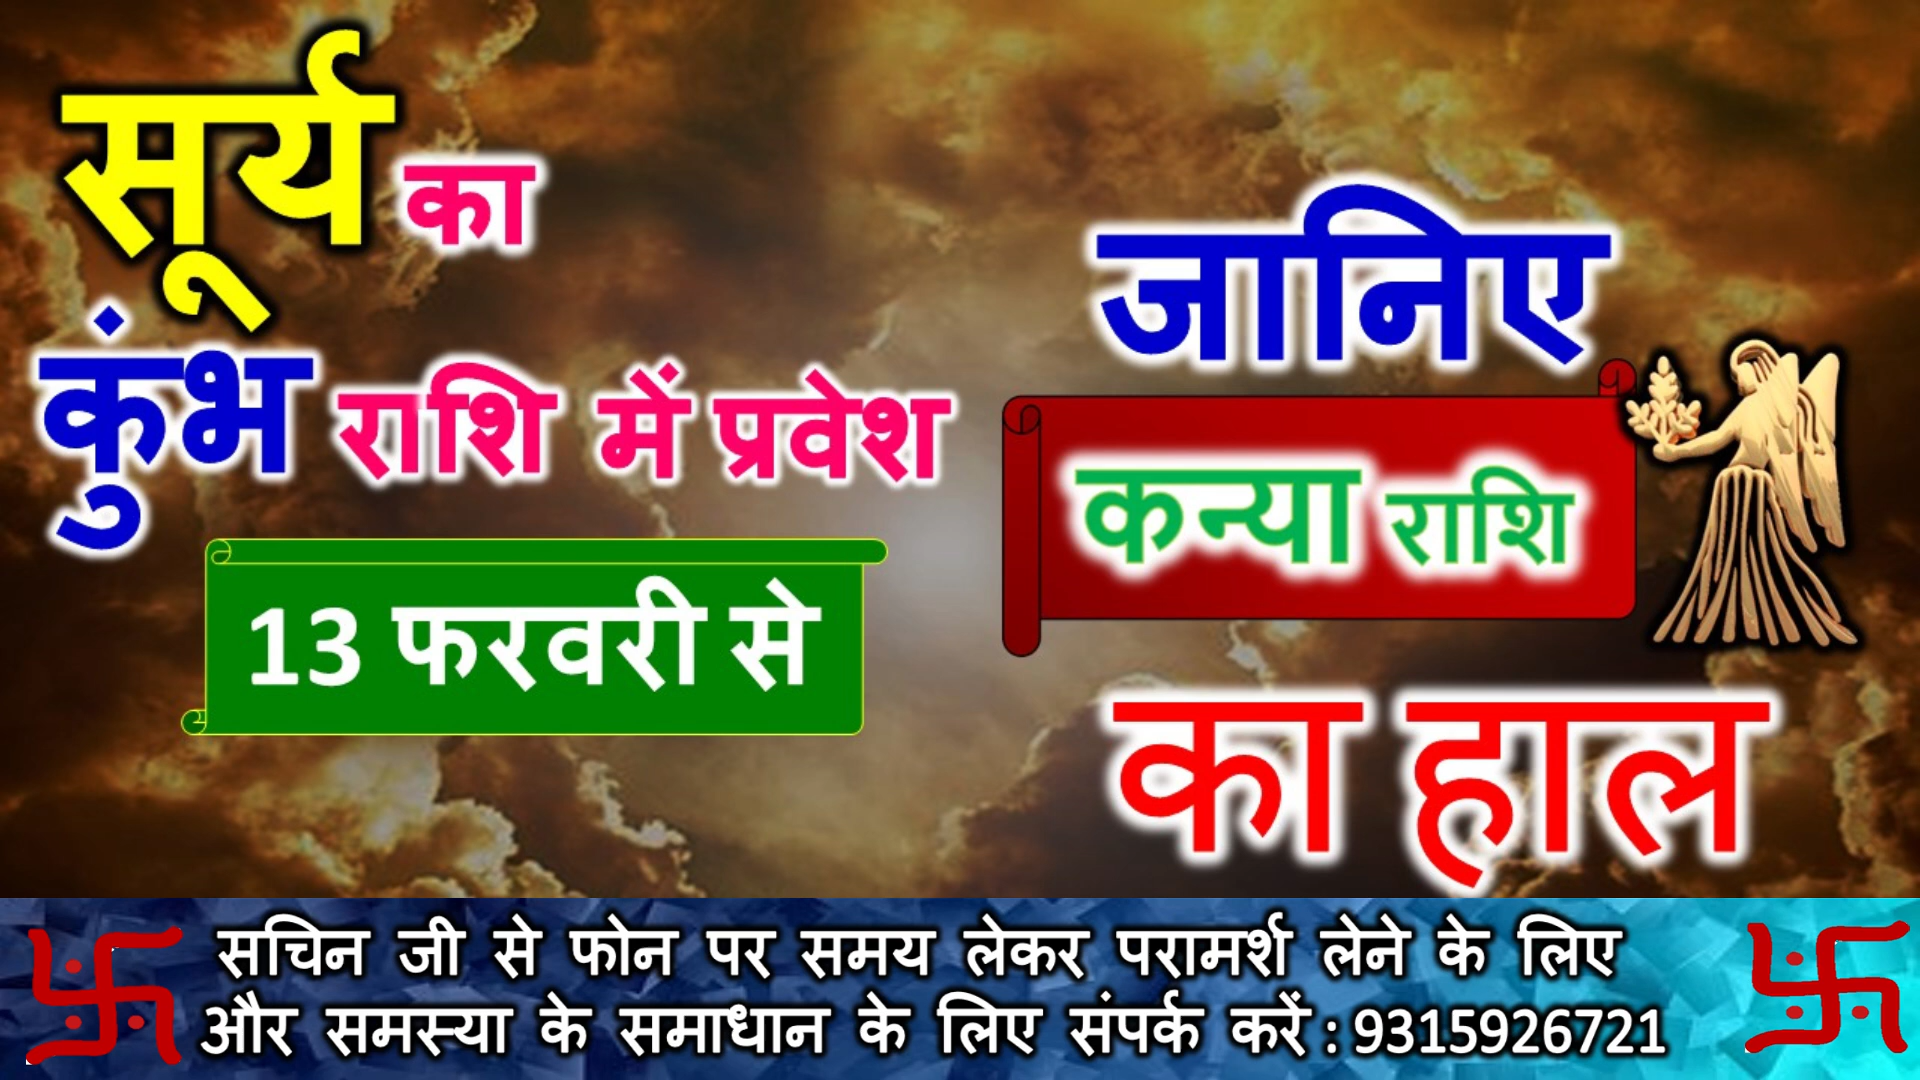 सूर्य का
कुंभ राशि में प्रवेश
13 फरवरी से
जानिए
कन्या राशि
का हाल
सचिन जी से फोन पर समय लेकर परामर्श लेने के लिए
और समस्या के समाधान के लिए संपर्क करें : 9315926721